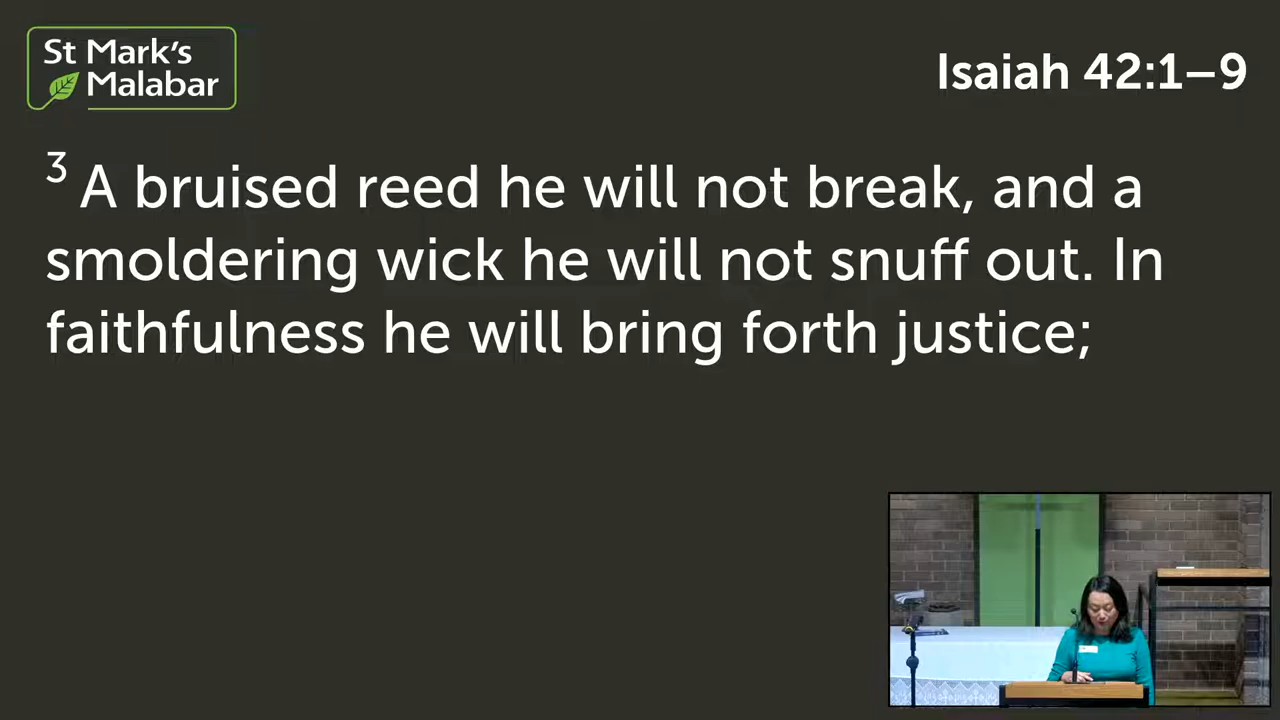 St Mark's
Malabar
Isaiah 42:1–9
3 A bruised reed he will not break, and a
smoldering wick he will not snuff out. In
faithfulness he will bring forth justice;